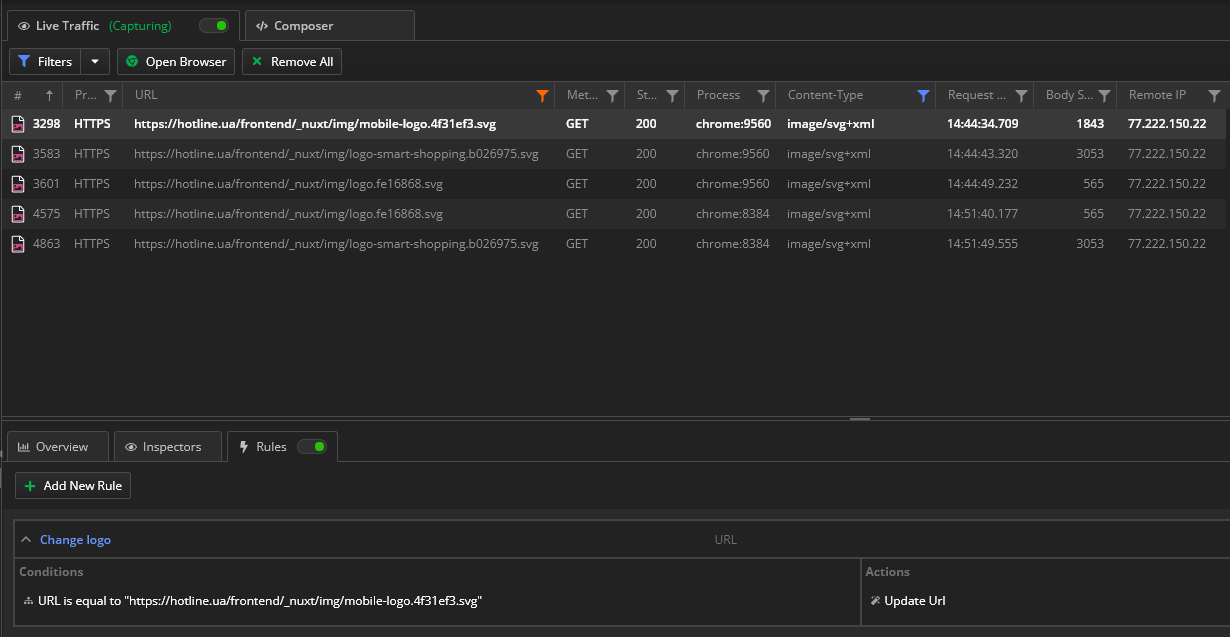 Live Traffic (Capturing) Composer
Filters Open Browser Remove All
# Pr... URL Met... St... Process Content-Type Request ... Body S... Remote IP
3298 HTTPS https://hotline.ua/frontend/_nuxt/img/mobile-logo.4f31ef3.svg GET 200 chrome:9560 image/svg+xml 14:44:34.709 1843 77.222.150.22
3583 HTTPS https://hotline.ua/frontend/_nuxt/img/logo-smart-shopping.b026975.svg GET 200 chrome:9560 image/svg+xml 14:44:43.320 3053 77.222.150.22
3601 HTTPS https://hotline.ua/frontend/_nuxt/img/logo.fe16868.svg GET 200 chrome:9560 image/svg+xml 14:44:49.232 565 77.222.150.22
4575 HTTPS https://hotline.ua/frontend/_nuxt/img/logo.fe16868.svg GET 200 chrome:8384 image/svg+xml 14:51:40.177 565 77.222.150.22
4863 HTTPS https://hotline.ua/frontend/_nuxt/img/logo-smart-shopping.b026975.svg GET 200 chrome:8384 image/svg+xml 14:51:49.555 3053 77.222.150.22
Overview Inspectors Rules
Add New Rule
Change logo URL
Conditions Actions
URL is equal to "https://hotline.ua/frontend/_nuxt/img/mobile-logo.4f31ef3.svg" Update Url